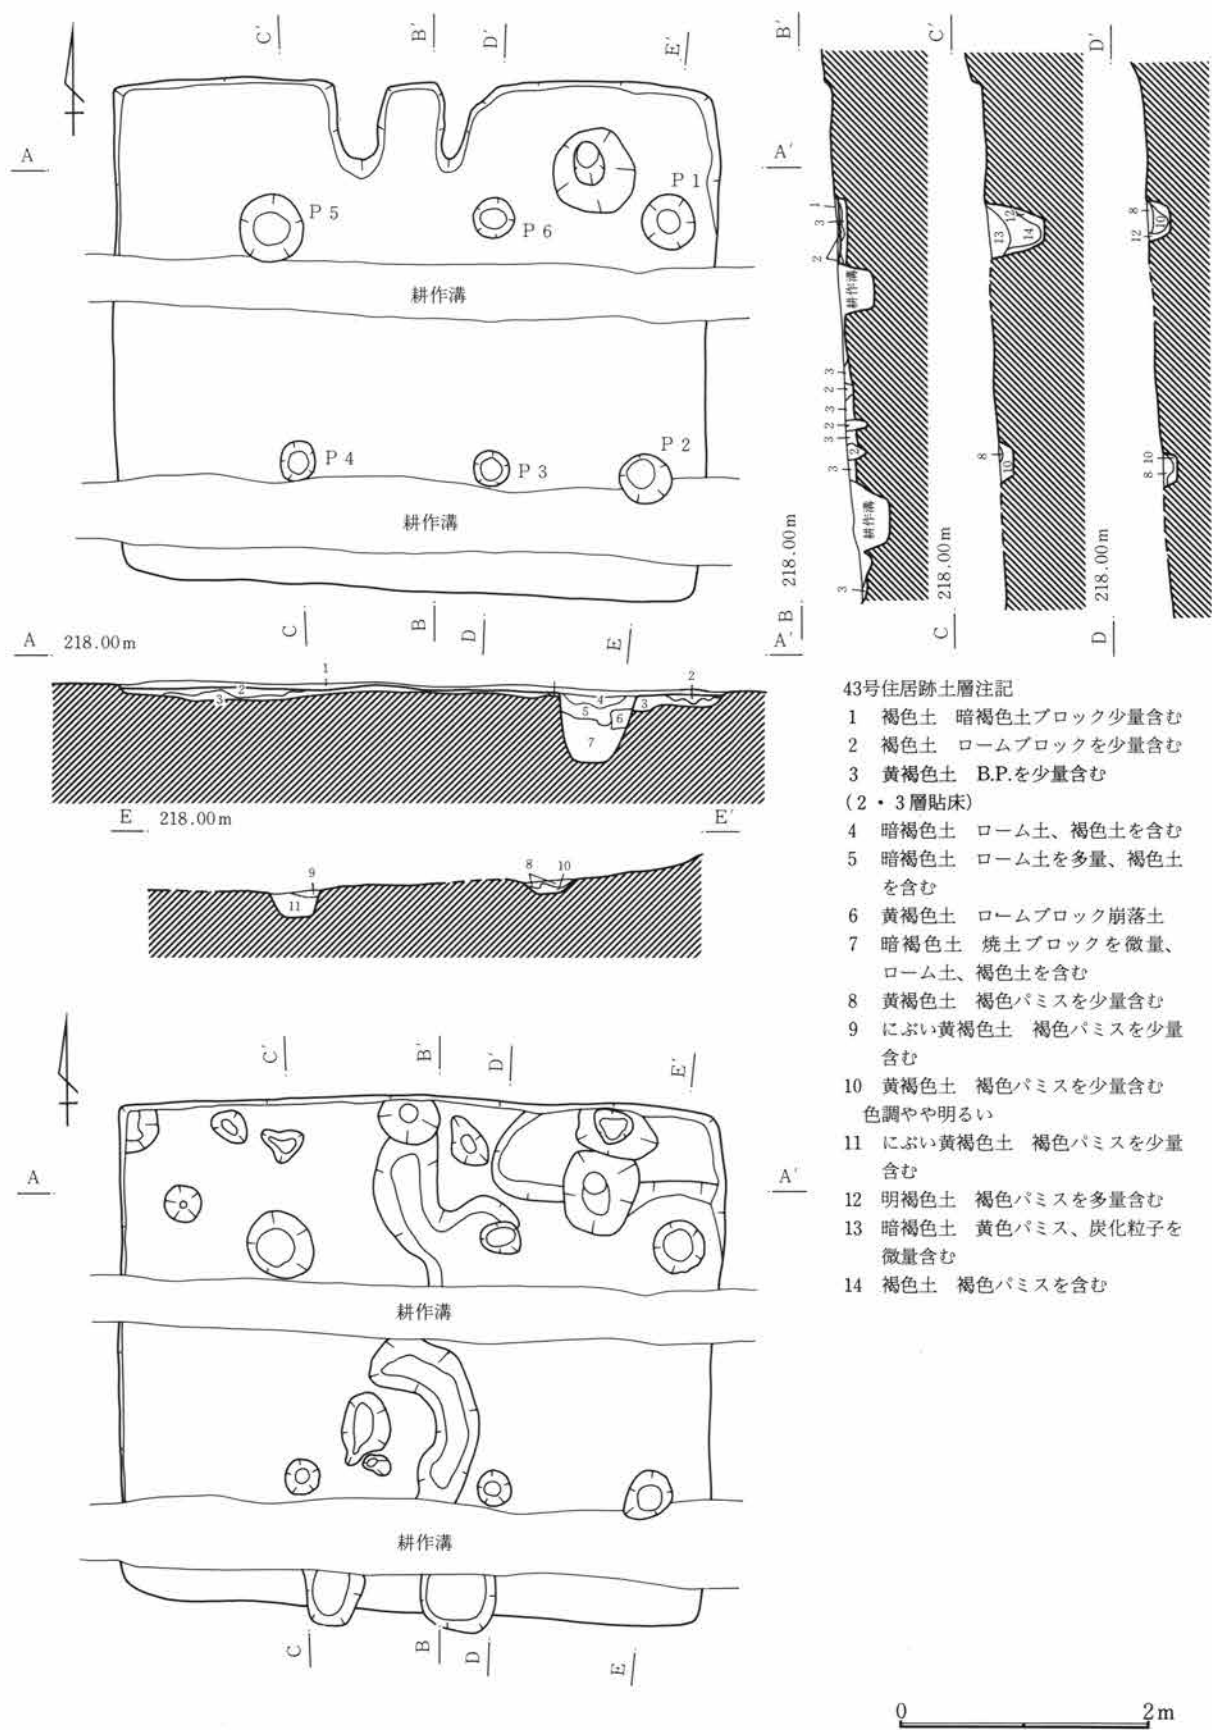 C′
B′
D′
E′
B′
C′
D′
A
A′
P 1
P 5
P 6
耕作溝
P 4
P 3
P 2
耕作溝
1
3
2
耕作溝
3
2
3
2
3
2
3
耕作溝
3
12
13
14
8
10
8
10
12
10
8
B 218.00m
C 218.00m
D 218.00m
C
B
D
E
A 218.00m
A′
1
2
3
4
5
6
7
3
2
E 218.00m
E′
9
11
8
10
43号住居跡土層注記
1 褐色土 暗褐色土ブロック少量含む
2 褐色土 ロームブロックを少量含む
3 黄褐色土 B.P.を少量含む
(2・3層貼床)
4 暗褐色土 ローム土、褐色土を含む
5 暗褐色土 ローム土を多量、褐色土
を含む
6 黄褐色土 ロームブロック崩落土
7 暗褐色土 焼土ブロックを微量、
ローム土、褐色土を含む
8 黄褐色土 褐色パミスを少量含む
9 にぶい黄褐色土 褐色パミスを少量
含む
10 黄褐色土 褐色パミスを少量含む
色調やや明るい
11 にぶい黄褐色土 褐色パミスを少量
含む
12 明褐色土 褐色パミスを多量含む
13 暗褐色土 黄色パミス、炭化粒子を
微量含む
14 褐色土 褐色パミスを含む
C′
B′
D′
E′
A
A′
耕作溝
耕作溝
C
B
D
E
0
2m